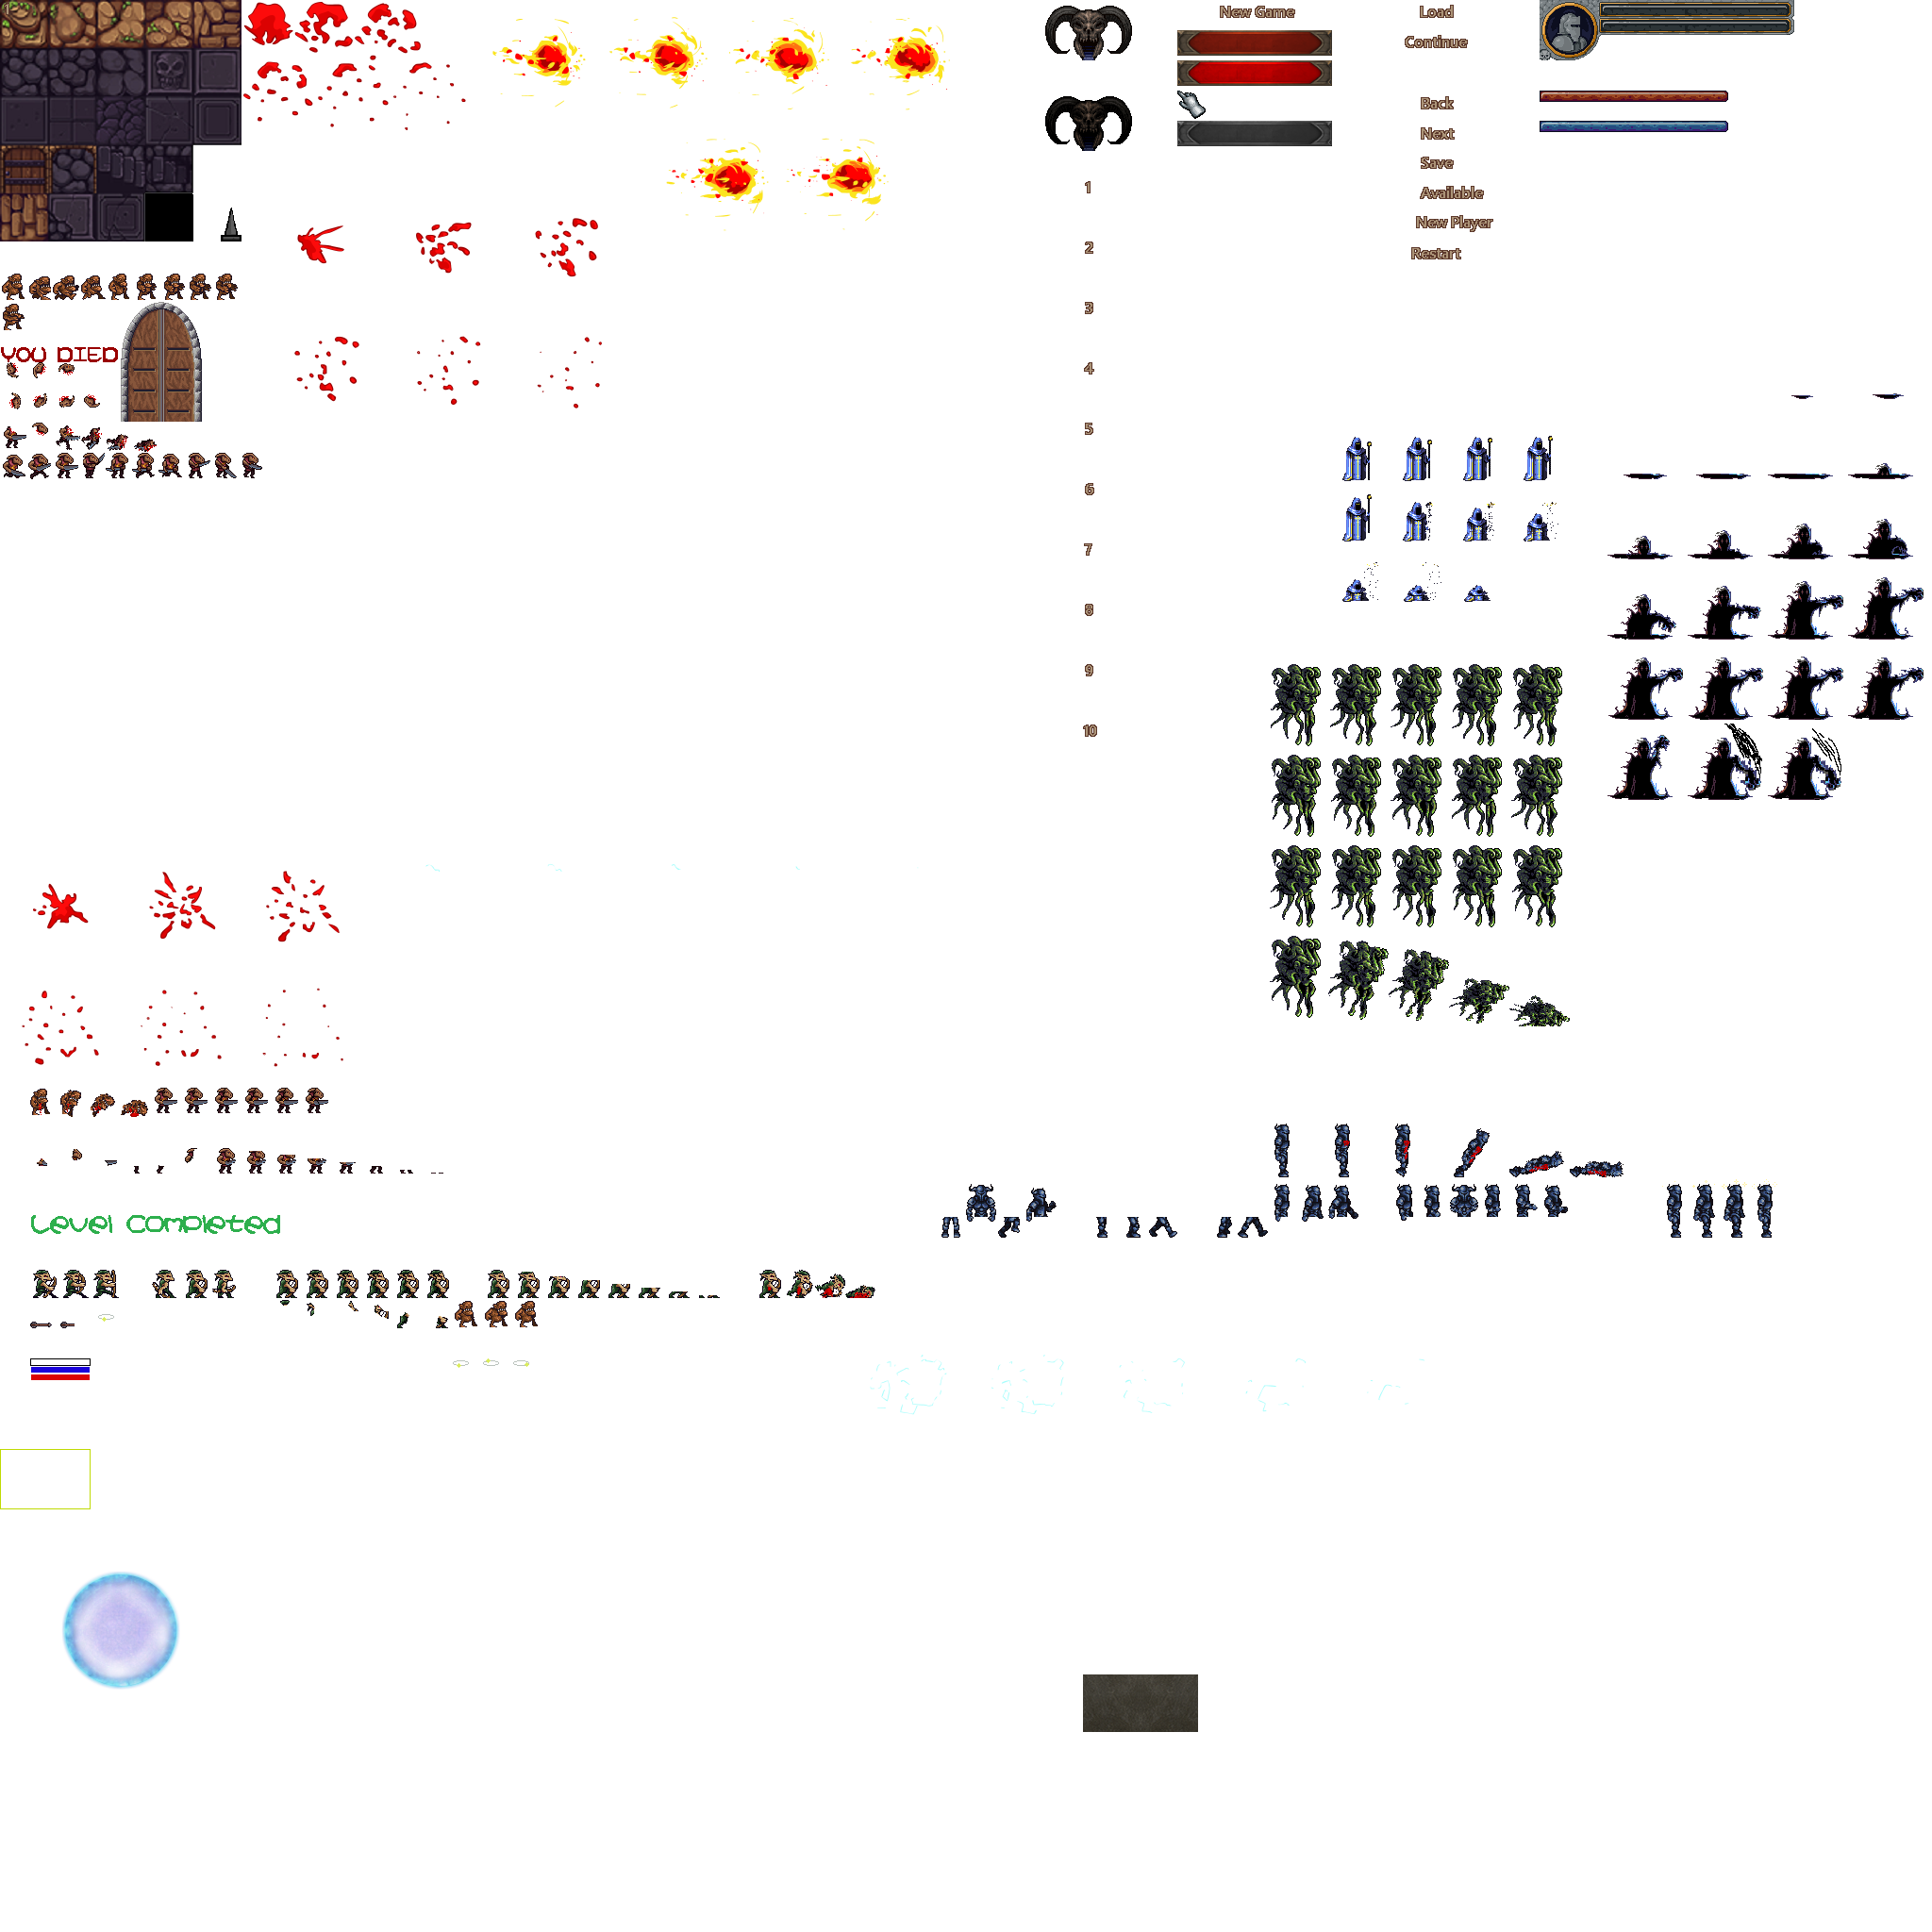 New Game
Load
Continue
Back
Next
Save
Available
New Player
Restart
1
2
3
4
5
6
7
8
9
10
YOU DIED
Level Completed